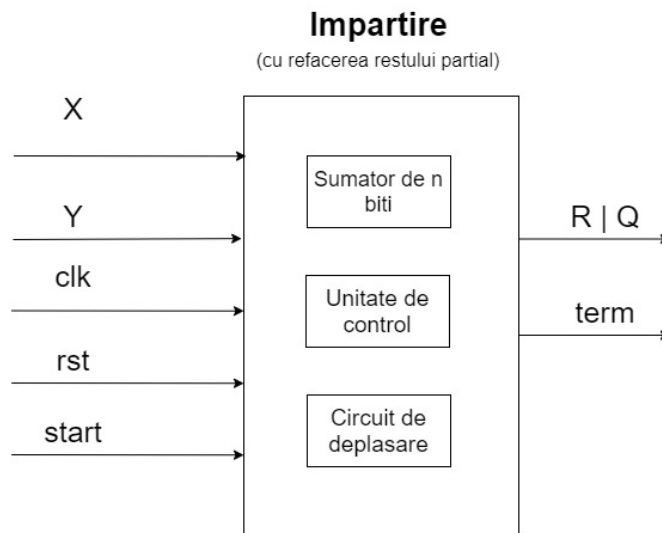 Impartire
(cu refacerea restului partial)
X
Sumator de n
biti
Y
R | Q
clk
Unitate de
control
term
rst
start
Circuit de
deplasare